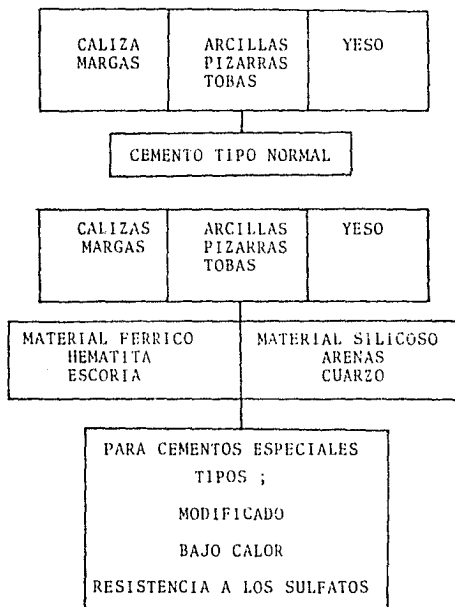 CALIZA ARCILLAS YESO
MARGAS PIZARRAS
TOBAS
CEMENTO TIPO NORMAL
CALIZAS ARCILLAS YESO
MARGAS PIZARRAS
TOBAS
MATERIAL FERRICO MATERIAL SILICOSO
HEMATITA ARENAS
ESCORIA CUARZO
PARA CEMENTOS ESPECIALES
TIPOS ;
MODIFICADO
BAJO CALOR
RESISTENCIA A LOS SULFATOS